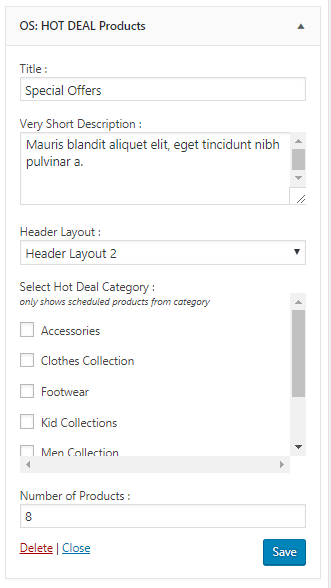 OS: HOT DEAL Products
Title :
Special Offers
Very Short Description :
Mauris blandit aliquet elit, eget tincidunt nibh
pulvinar a.
Header Layout :
Header Layout 2
Select Hot Deal Category :
only shows scheduled products from category
Accessories
Clothes Collection
Footwear
Kid Collections
Men Collection
Number of Products :
8
Delete | Close
Save